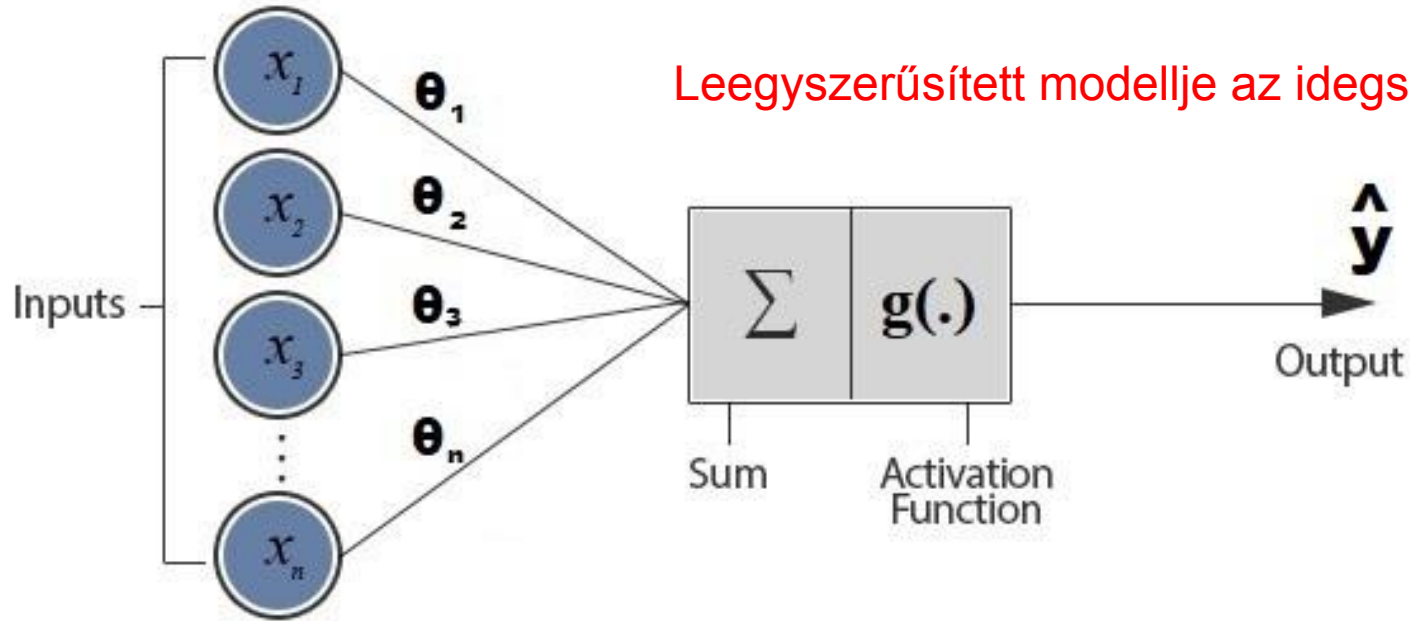 Leegyszerűsített modellje az idegs
Inputs
x₁
x₂
x₃
xₙ
θ₁
θ₂
θ₃
θₙ
∑
g(.)
Sum
Activation
Function
ŷ
Output